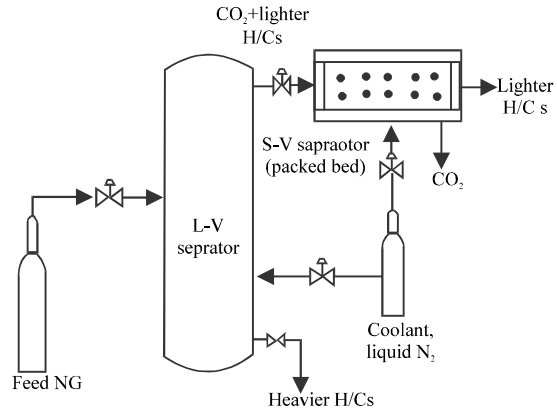 CO₂+lighter
H/Cs
Lighter
H/C s
S-V sapraotor
(packed bed)
CO₂
L-V
seprator
Coolant,
liquid N₂
Feed NG
Heavier H/Cs